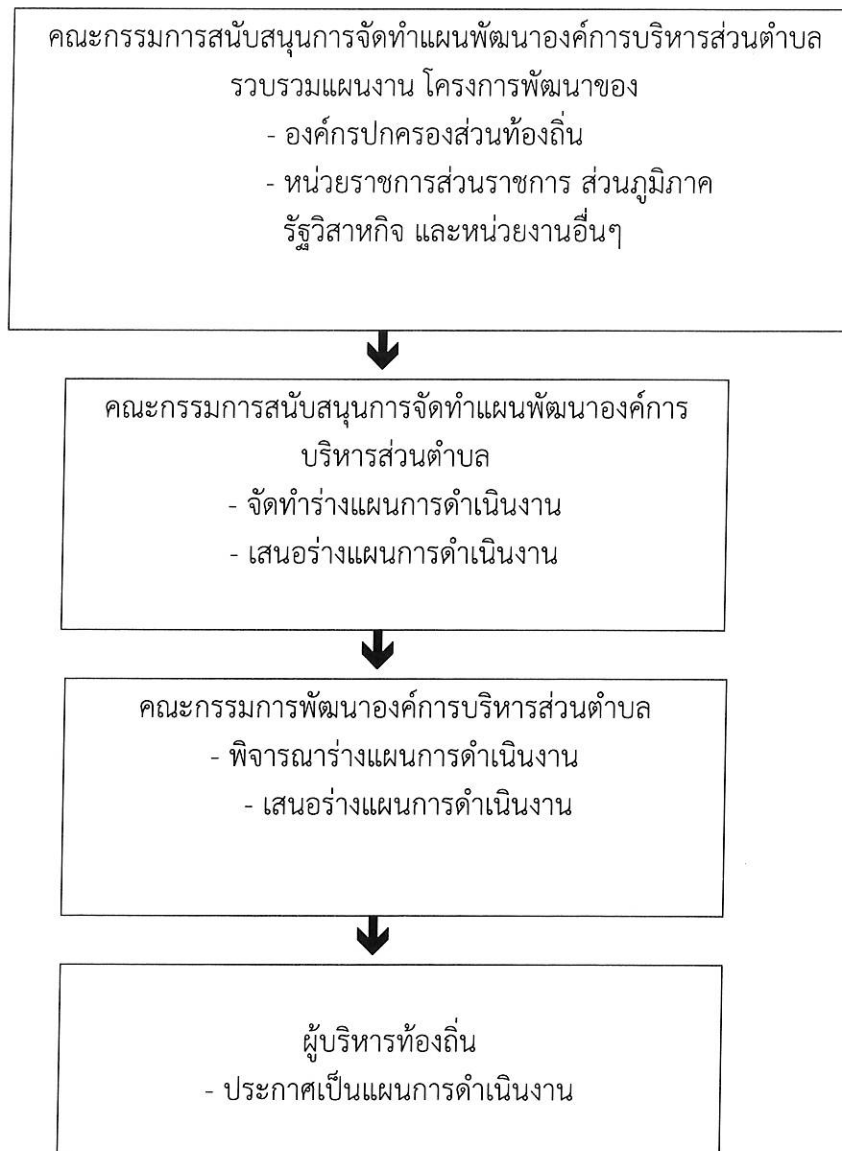 คณะกรรมการสนับสนุนการจัดทำแผนพัฒนาองค์การบริหารส่วนตำบล
รวบรวมแผนงาน โครงการพัฒนาของ
- องค์กรปกครองส่วนท้องถิ่น
- หน่วยราชการส่วนราชการ ส่วนภูมิภาค
รัฐวิสาหกิจ และหน่วยงานอื่นๆ
คณะกรรมการสนับสนุนการจัดทำแผนพัฒนาองค์การ
บริหารส่วนตำบล
- จัดทำร่างแผนการดำเนินงาน
- เสนอร่างแผนการดำเนินงาน
คณะกรรมการพัฒนาองค์การบริหารส่วนตำบล
- พิจารณาร่างแผนการดำเนินงาน
- เสนอร่างแผนการดำเนินงาน
ผู้บริหารท้องถิ่น
- ประกาศเป็นแผนการดำเนินงาน